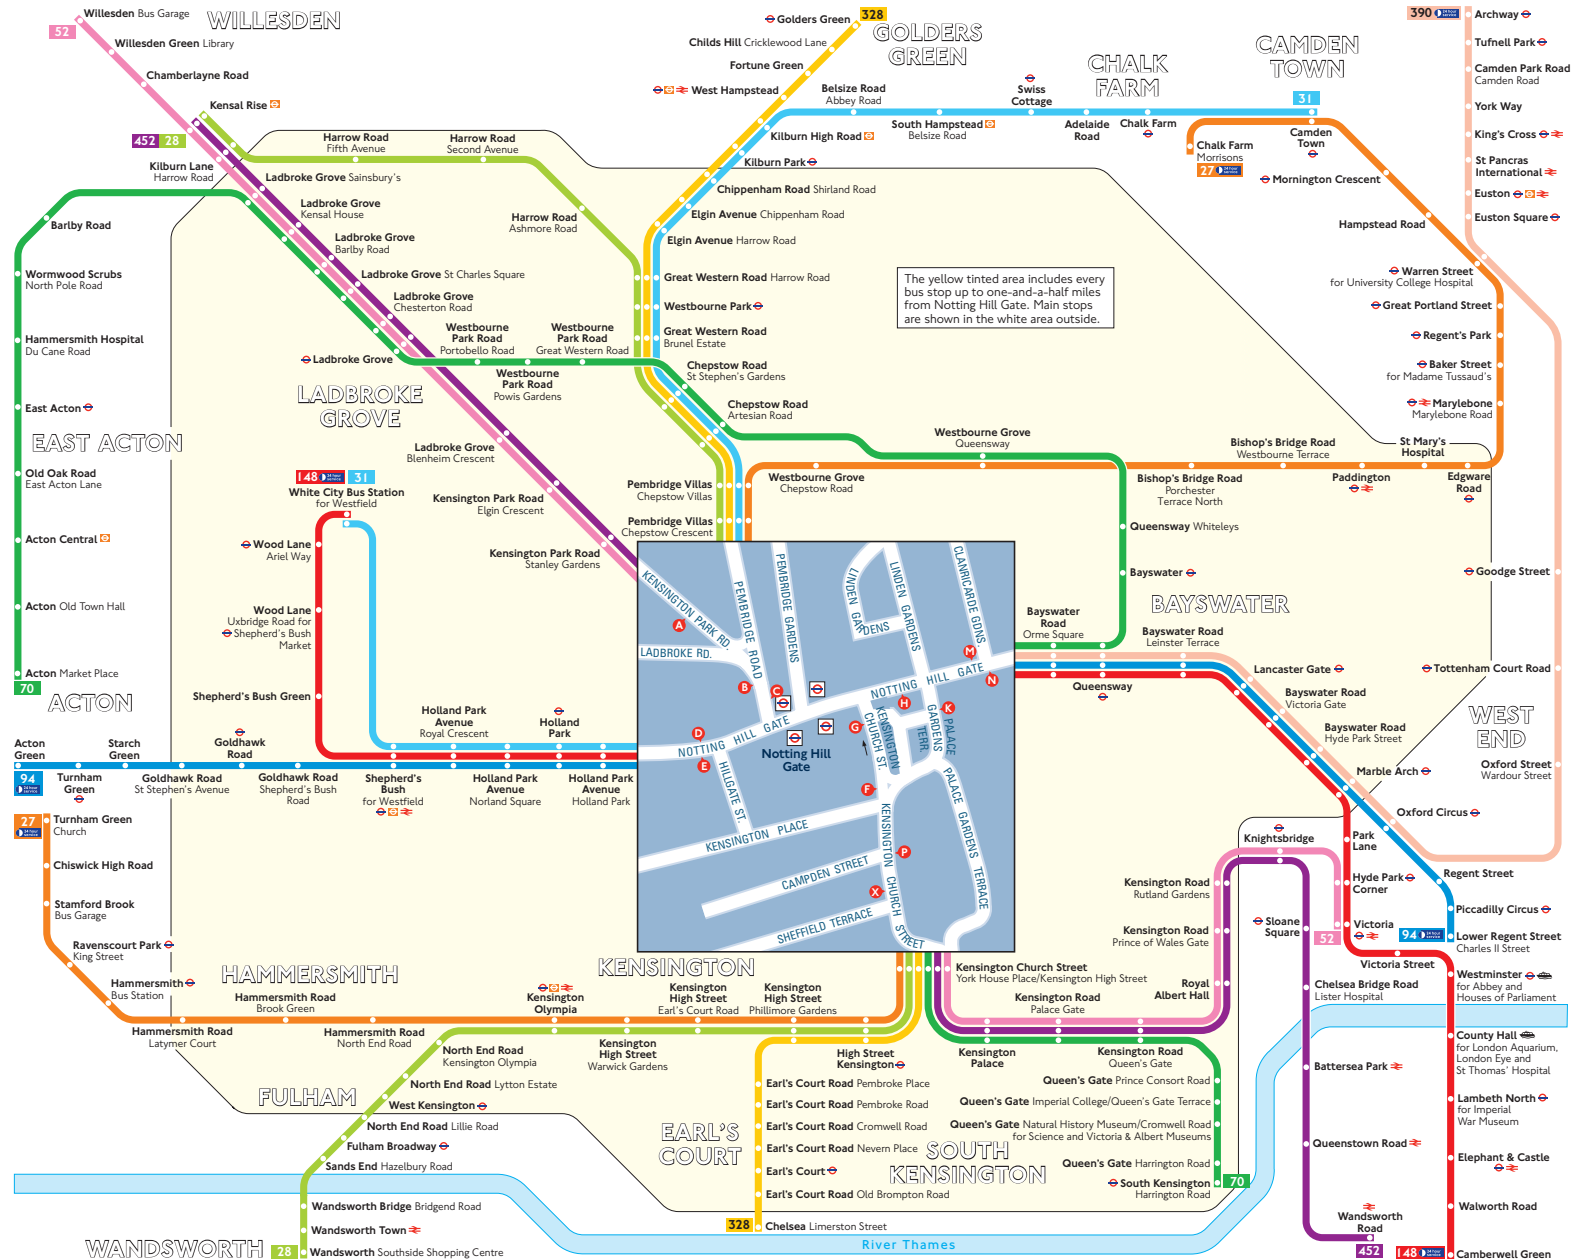 Willesden Bus Garage
WILLESDEN
52
Willesden Green Library
Chamberlayne Road
Kensal Rise
452
28
Kilburn Lane
Harrow Road
Harrow Road
Fifth Avenue
Harrow Road
Second Avenue
Ladbroke Grove Sainsbury's
Ladbroke Grove
Kensal House
Ladbroke Grove
Barlby Road
Ladbroke Grove St Charles Square
Ladbroke Grove
Chesterton Road
Harrow Road
Ashmore Road
Golders Green
328
GOLDERS
GREEN
Childs Hill Cricklewood Lane
Fortune Green
West Hampstead
Belsize Road
Abbey Road
Swiss
Cottage
CHALK
FARM
CAMDEN
TOWN
31
Kilburn High Road
South Hampstead
Belsize Road
Adelaide
Road
Chalk Farm
Camden
Town
Chalk Farm
Morrisons
27
24 hour
service
Mornington Crescent
Hampstead Road
Kilburn Park
Chippenham Road Shirland Road
Elgin Avenue Chippenham Road
Elgin Avenue Harrow Road
Great Western Road Harrow Road
Westbourne Park
Great Western Road
Brunel Estate
Chepstow Road
St Stephen's Gardens
Chepstow Road
Artesian Road
The yellow tinted area includes every
bus stop up to one-and-a-half miles
from Notting Hill Gate. Main stops
are shown in the white area outside.
390
24 hour
service
Archway
Tufnell Park
Camden Park Road
Camden Road
York Way
King's Cross
St Pancras
International
Euston
Euston Square
Warren Street
for University College Hospital
Great Portland Street
Regent's Park
Baker Street
for Madame Tussaud's
Marylebone
Marylebone Road
Barlby Road
Wormwood Scrubs
North Pole Road
Hammersmith Hospital
Du Cane Road
East Acton
EAST ACTON
Old Oak Road
East Acton Lane
Acton Central
Acton Old Town Hall
Acton Market Place
70
ACTON
Ladbroke Grove
LADBROKE
GROVE
Westbourne
Park Road
Portobello Road
Westbourne
Park Road
Great Western Road
Westbourne
Park Road
Powis Gardens
Ladbroke Grove
Blenheim Crescent
Kensington Park Road
Elgin Crescent
Kensington Park Road
Stanley Gardens
Pembridge Villas
Chepstow Villas
Pembridge Villas
Chepstow Crescent
Westbourne Grove
Queensway
Westbourne Grove
Chepstow Road
Bishop's Bridge Road
Westbourne Terrace
St Mary's
Hospital
Bishop's Bridge Road
Porchester
Terrace North
Paddington
Edgware
Road
Queensway Whiteleys
Bayswater
BAYSWATER
Bayswater
Road
Orme Square
Bayswater Road
Leinster Terrace
Queensway
Lancaster Gate
Bayswater Road
Victoria Gate
Bayswater Road
Hyde Park Street
Marble Arch
Oxford Circus
Goodge Street
Tottenham Court Road
WEST
END
Oxford Street
Wardour Street
148
24 hour
service
31
White City Bus Station
for Westfield
Wood Lane
Ariel Way
Wood Lane
Uxbridge Road for
Shepherd's Bush
Market
Shepherd's Bush Green
Holland Park
Avenue
Royal Crescent
Holland
Park
Acton
Green
Starch
Green
Goldhawk
Road
94
24 hour
service
Turnham
Green
Goldhawk Road
St Stephen's Avenue
Goldhawk Road
Shepherd's Bush
Road
Shepherd's
Bush
for Westfield
Holland Park
Avenue
Norland Square
Holland Park
Avenue
Holland Park
KENSINGTON PARK RD.
PEMBRIDGE ROAD
PEMBRIDGE GARDENS
LINDEN GARDENS
LINDEN GARDENS
CLANRICARDE GDNS.
LADBROKE RD.
NOTTING HILL GATE
NOTTING HILL GATE
Notting Hill
Gate
HILLGATE ST.
KENSINGTON
CHURCH ST.
PALACE
GARDENS
TERR.
KENSINGTON PLACE
CAMPDEN STREET
SHEFFIELD TERRACE
KENSINGTON CHURCH STREET
PALACE GARDENS TERRACE
A
B
C
D
E
F
G
H
K
M
N
P
X
27
24 hour
service
Turnham Green
Church
Chiswick High Road
Stamford Brook
Bus Garage
Ravenscourt Park
King Street
Hammersmith
Bus Station
HAMMERSMITH
Hammersmith Road
Brook Green
Hammersmith Road
Latymer Court
Hammersmith Road
North End Road
Kensington
Olympia
KENSINGTON
Kensington
High Street
Earl's Court Road
Kensington
High Street
Phillimore Gardens
Kensington
High Street
Warwick Gardens
High Street
Kensington
North End Road
Kensington Olympia
North End Road Lytton Estate
West Kensington
North End Road Lillie Road
FULHAM
Fulham Broadway
Sands End Hazelbury Road
Wandsworth Bridge Bridgend Road
Wandsworth Town
WANDSWORTH
28
Wandsworth Southside Shopping Centre
Earl's Court Road Pembroke Place
Earl's Court Road Pembroke Road
Earl's Court Road Cromwell Road
Earl's Court Road Nevern Place
Earl's Court
Earl's Court Road Old Brompton Road
EARL'S
COURT
328
Chelsea Limerston Street
Kensington Church Street
York House Place/Kensington High Street
Kensington Road
Palace Gate
Kensington
Palace
Kensington Road
Queen's Gate
Queen's Gate Prince Consort Road
Queen's Gate Imperial College/Queen's Gate Terrace
Queen's Gate Natural History Museum/Cromwell Road
for Science and Victoria & Albert Museums
SOUTH
KENSINGTON
Queen's Gate Harrington Road
South Kensington
Harrington Road
70
River Thames
Knightsbridge
Kensington Road
Rutland Gardens
Kensington Road
Prince of Wales Gate
Royal
Albert Hall
Park
Lane
Hyde Park
Corner
Victoria
52
Sloane
Square
Victoria Street
Chelsea Bridge Road
Lister Hospital
Battersea Park
Queenstown Road
Wandsworth
Road
452
Regent Street
Piccadilly Circus
94
24 hour
service
Lower Regent Street
Charles II Street
Westminster
for Abbey and
Houses of Parliament
County Hall
for London Aquarium,
London Eye and
St Thomas' Hospital
Lambeth North
for Imperial
War Museum
Elephant & Castle
Walworth Road
148
24 hour
service
Camberwell Green